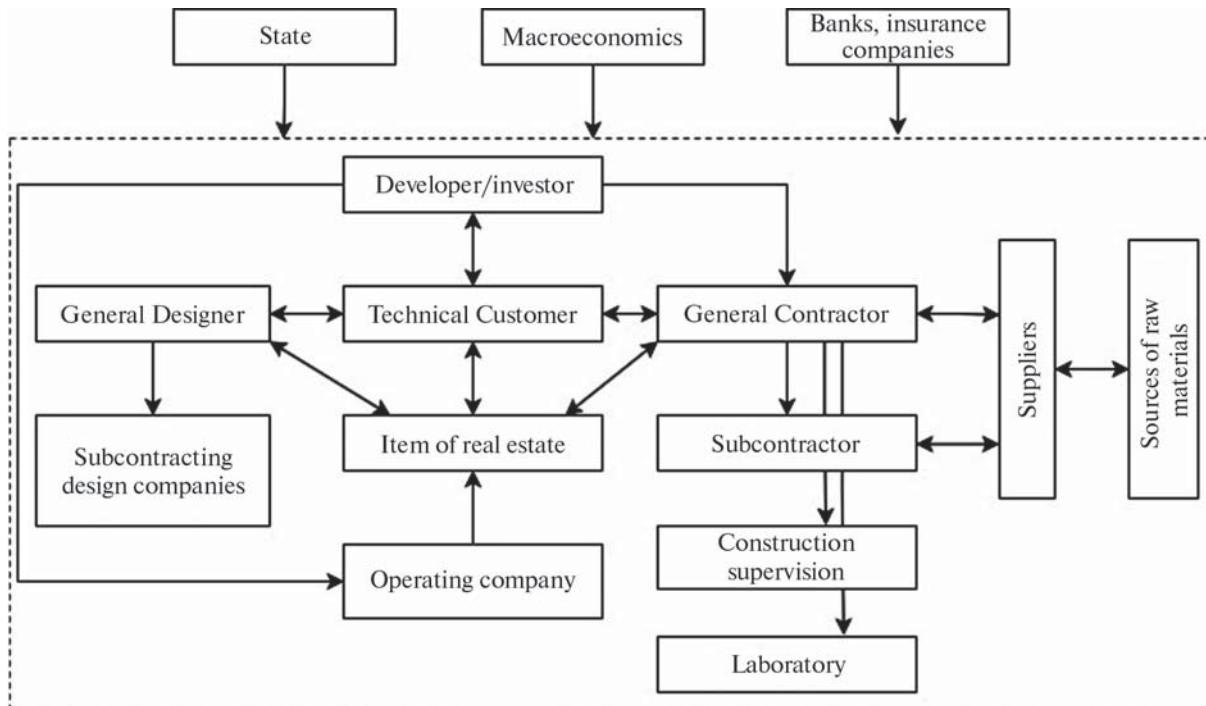 State
Macroeconomics
Banks, insurance
companies
Developer/investor
General Designer
Technical Customer
General Contractor
Suppliers
Sources of raw
materials
Subcontracting
design companies
Item of real estate
Subcontractor
Operating company
Construction
supervision
Laboratory